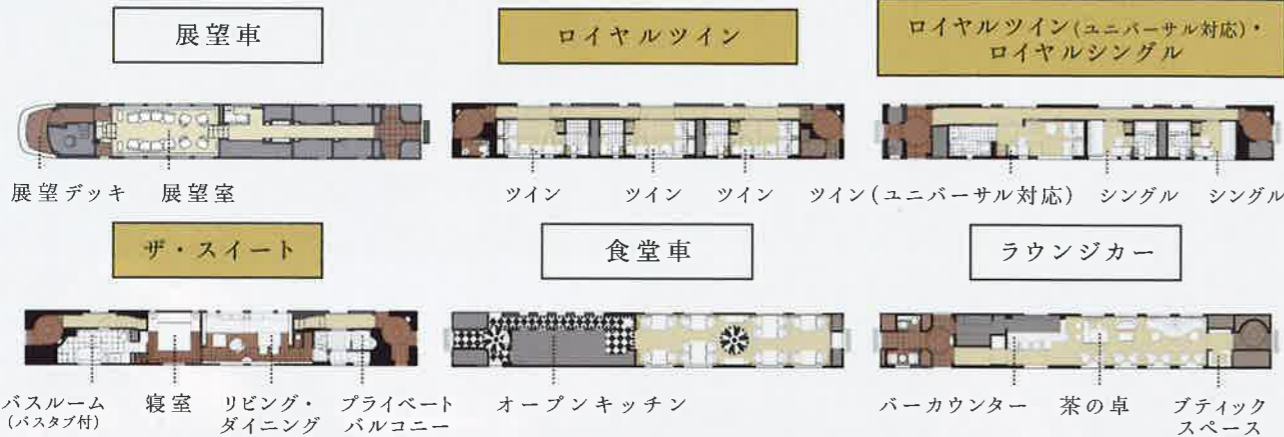 展望車
ロイヤルツイン
ロイヤルツイン(ユニバーサル対応)・
ロイヤルシングル
展望デッキ 展望室
ツイン ツイン ツイン
ツイン(ユニバーサル対応) シングル シングル
ザ・スイート
食堂車
ラウンジカー
バスルーム
(バスタブ付)
寝室
リビング・
ダイニング
プライベート
バルコニー
オープンキッチン
バーカウンター 茶の卓
ブティック
スペース